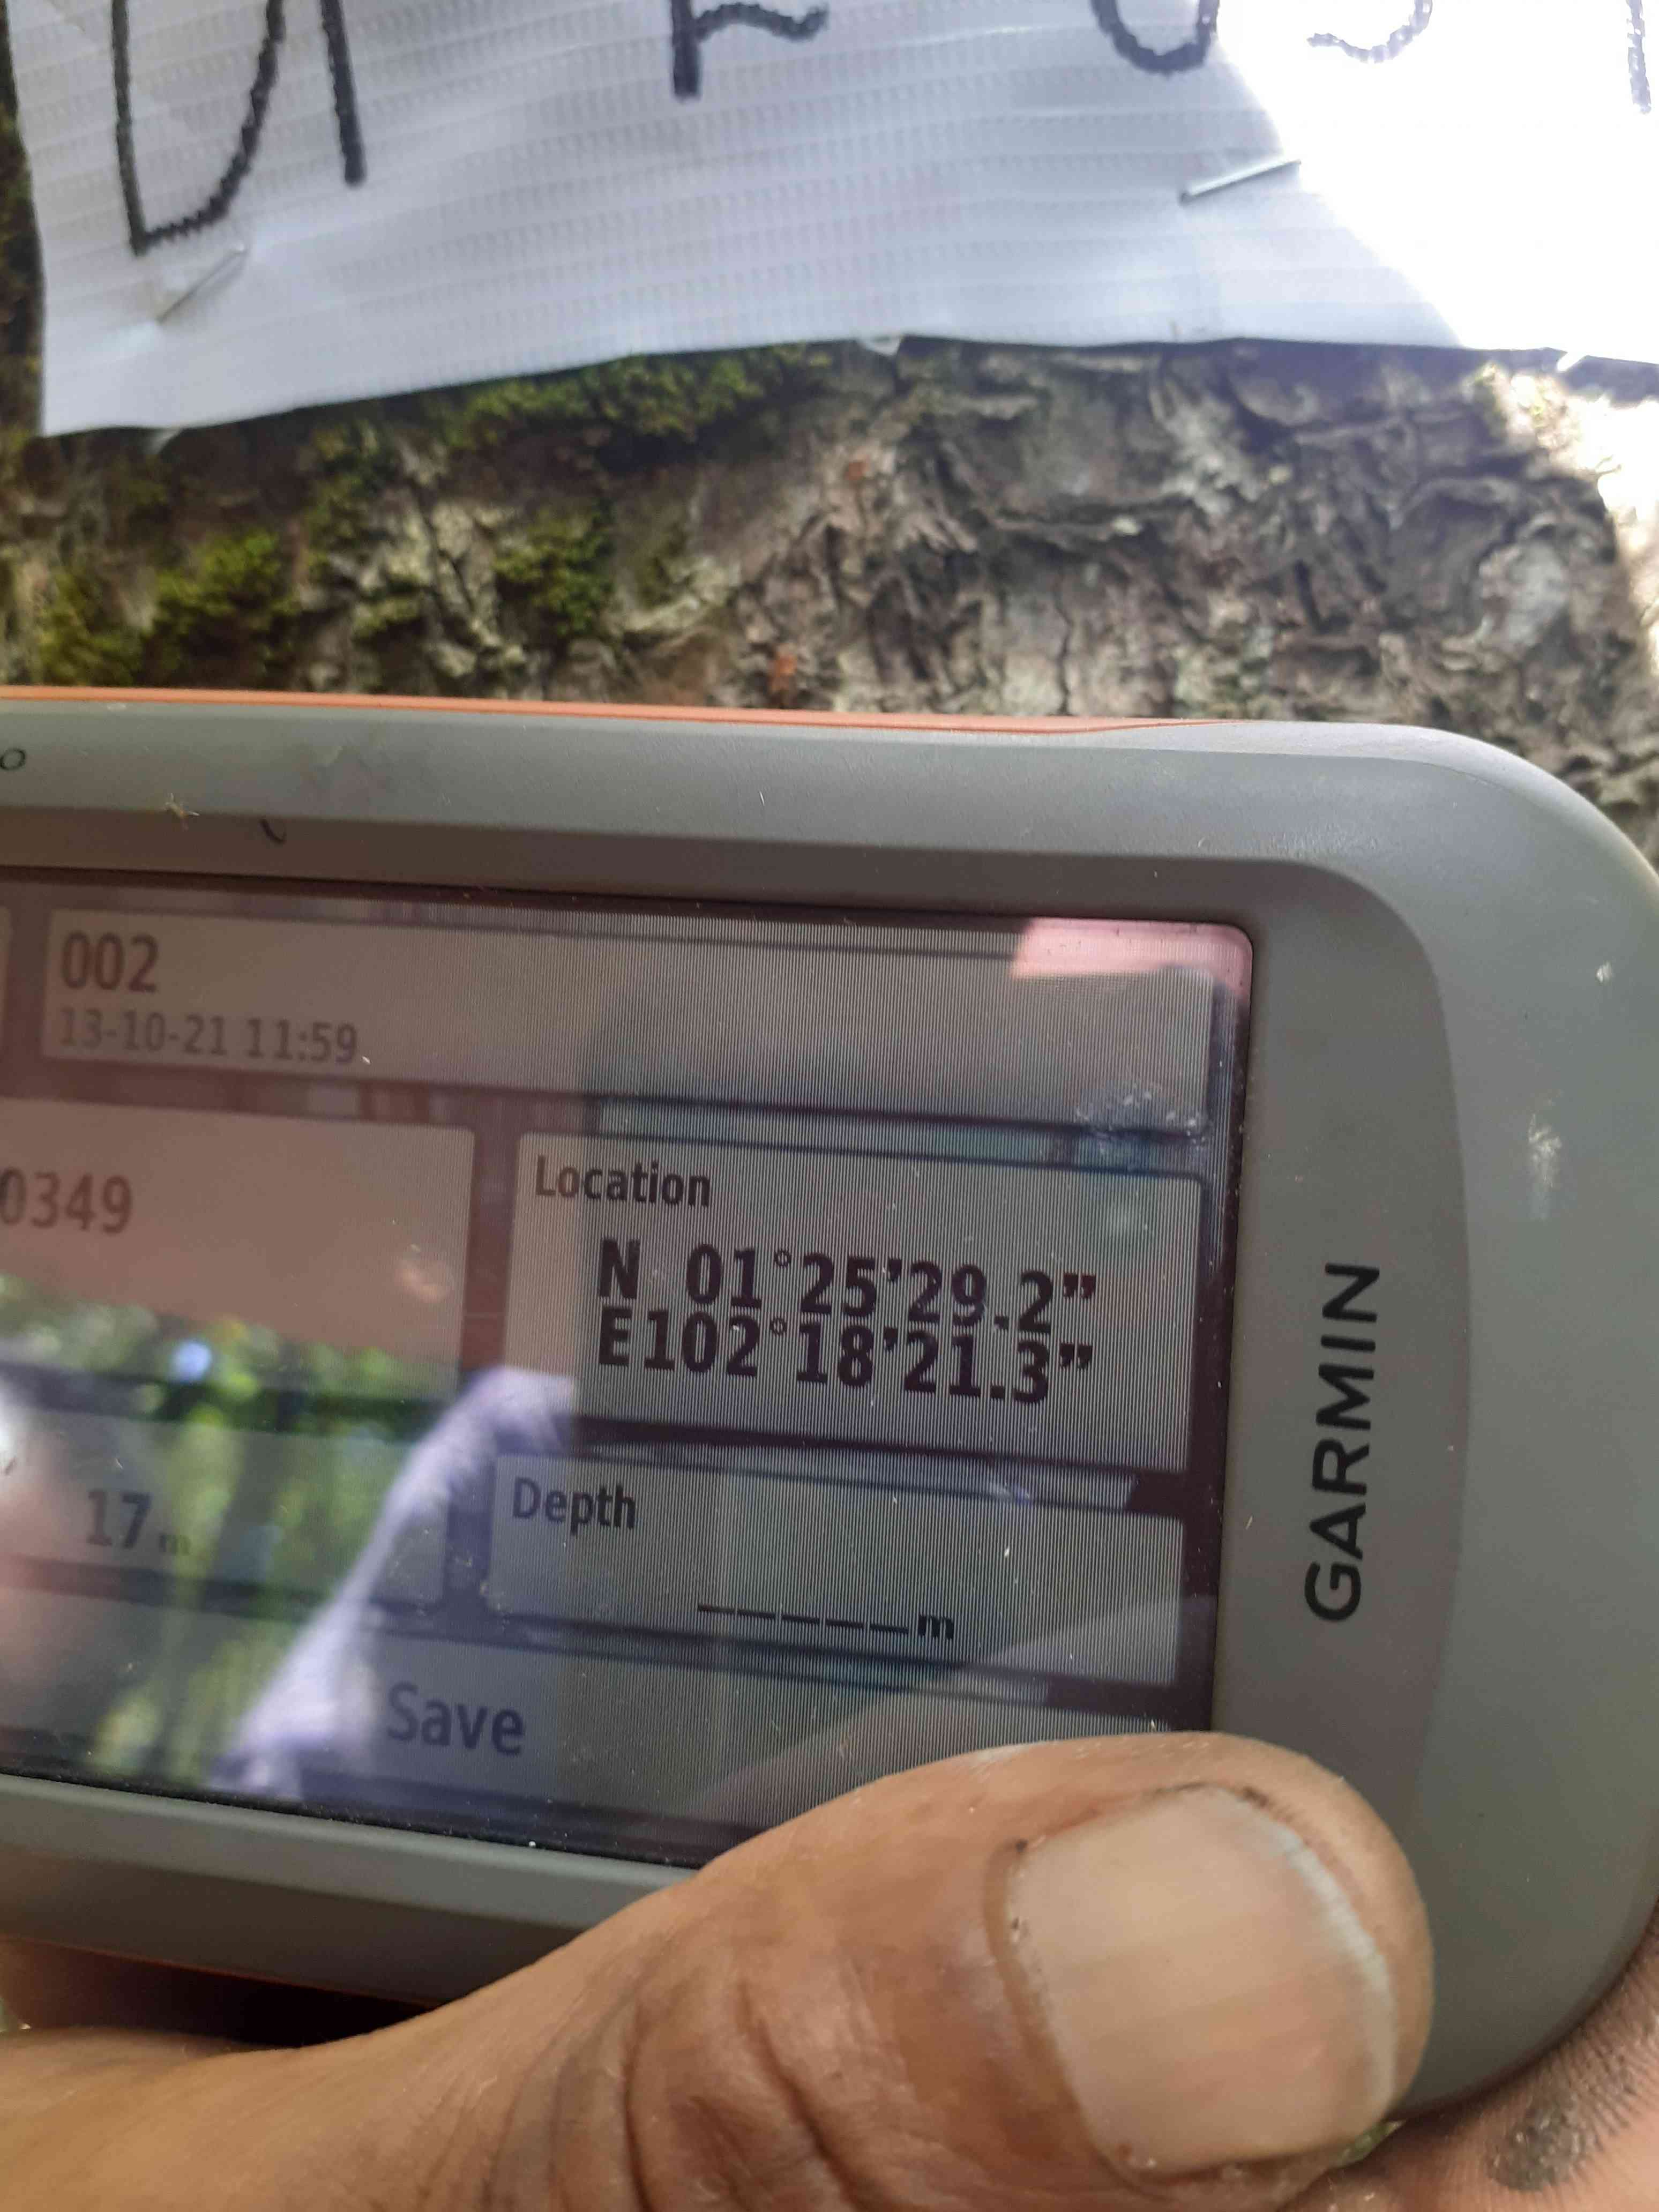 002
13-10-21 11:59
0349
Location
N 01°25'29.2"
E102°18'21.3"
17m
Depth
_____m
Save
GARMIN